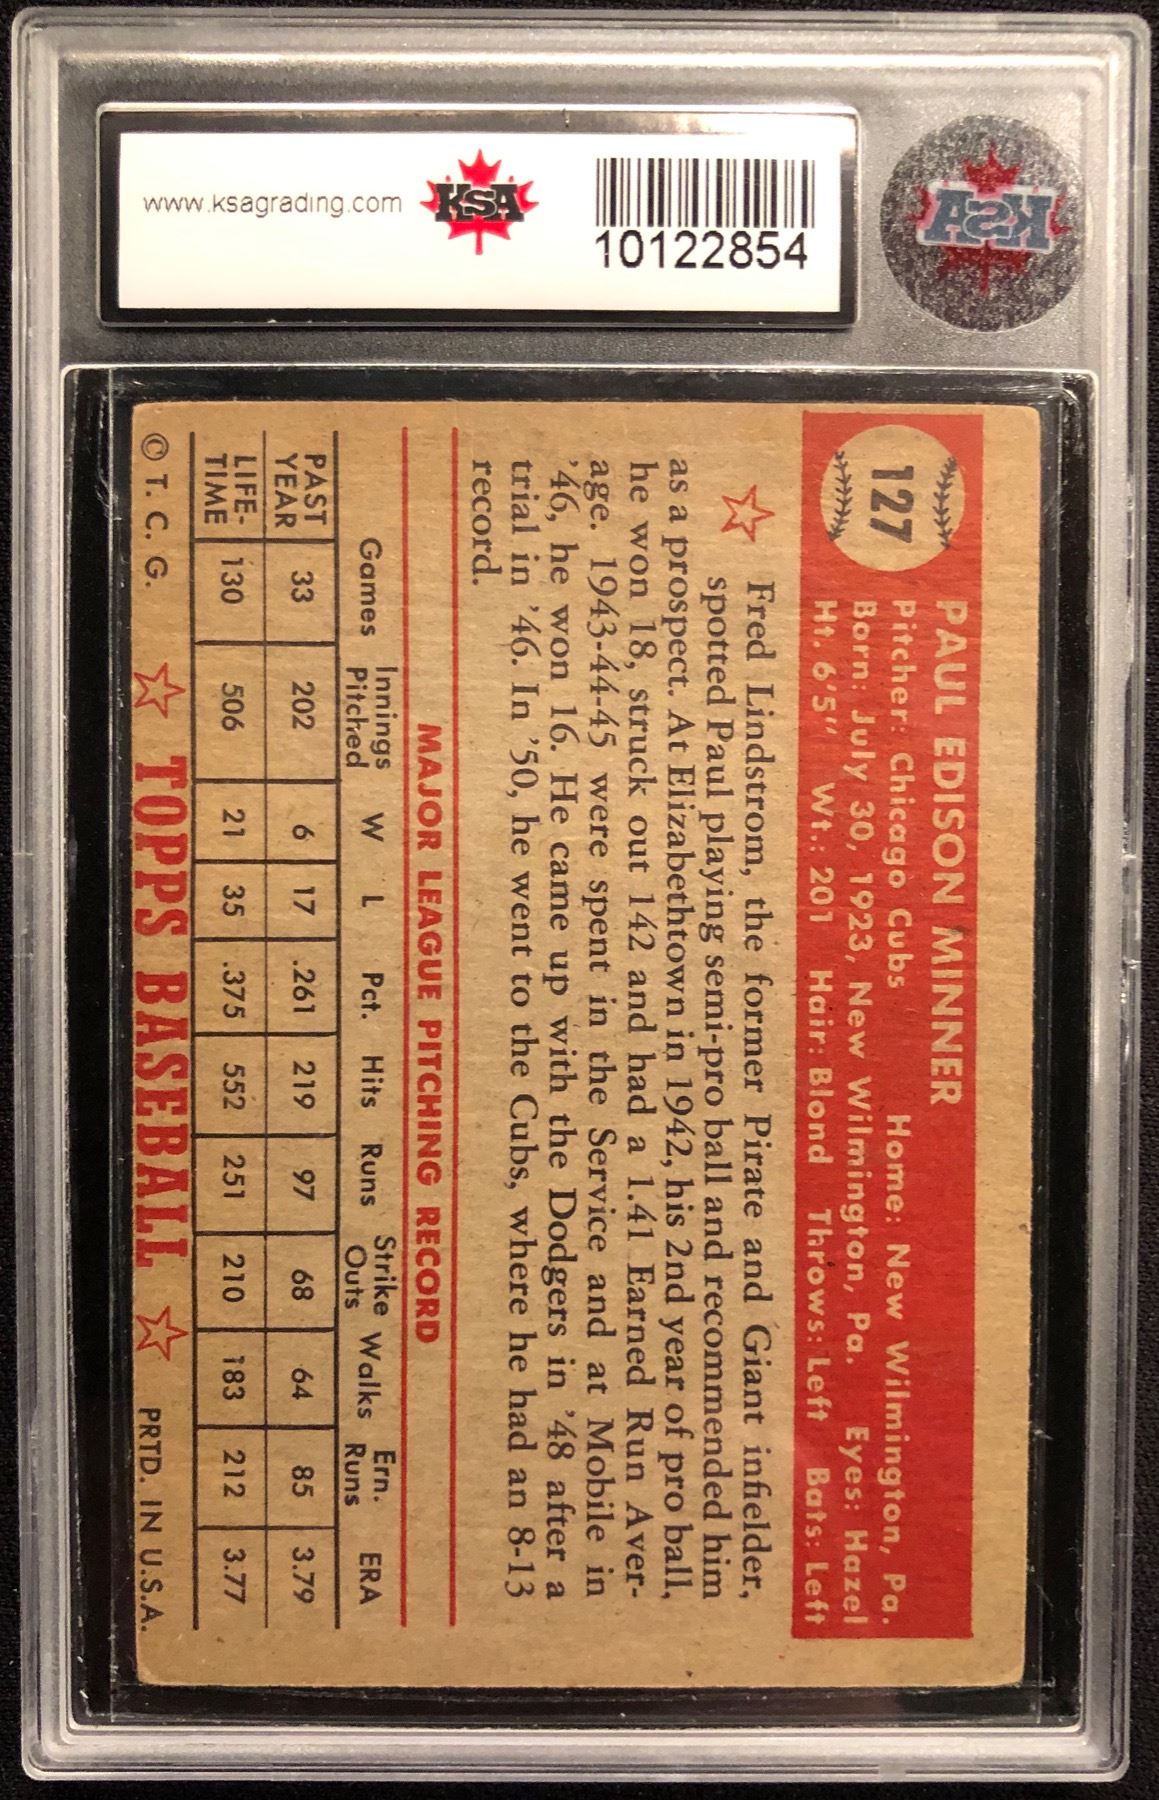 www.ksagrading.com
KSA
10122854
KSA
127
PAUL EDISON MINNER
Pitcher: Chicago Cubs Home: New Wilmington, Pa.
Born: July 30, 1923, New Wilmington, Pa. Eyes: Hazel
Ht. 6'5" Wt.: 201 Hair: Blond Throws: Left Bats: Left
Fred Lindstrom, the former Pirate and Giant infielder,
spotted Paul playing semi-pro ball and recommended him
as a prospect. At Elizabethtown in 1942, his 2nd year of pro ball,
he won 18, struck out 142 and had a 1.41 Earned Run Aver-
age. 1943-44-45 were spent in the Service and at Mobile in
'46, he won 16. He came up with the Dodgers in '48 after a
trial in '46. In '50, he went to the Cubs, where he had an 8-13
record.
MAJOR LEAGUE PITCHING RECORD
Games Innings Pitched W L Pct. Hits Runs Strike Outs Walks Ern. Runs ERA
PAST YEAR 33 202 6 17 .261 219 97 68 64 85 3.79
LIFE-TIME 130 506 21 35 .375 552 251 210 183 212 3.77
© T. C. G. TOPPS BASEBALL PRTD. IN U.S.A.